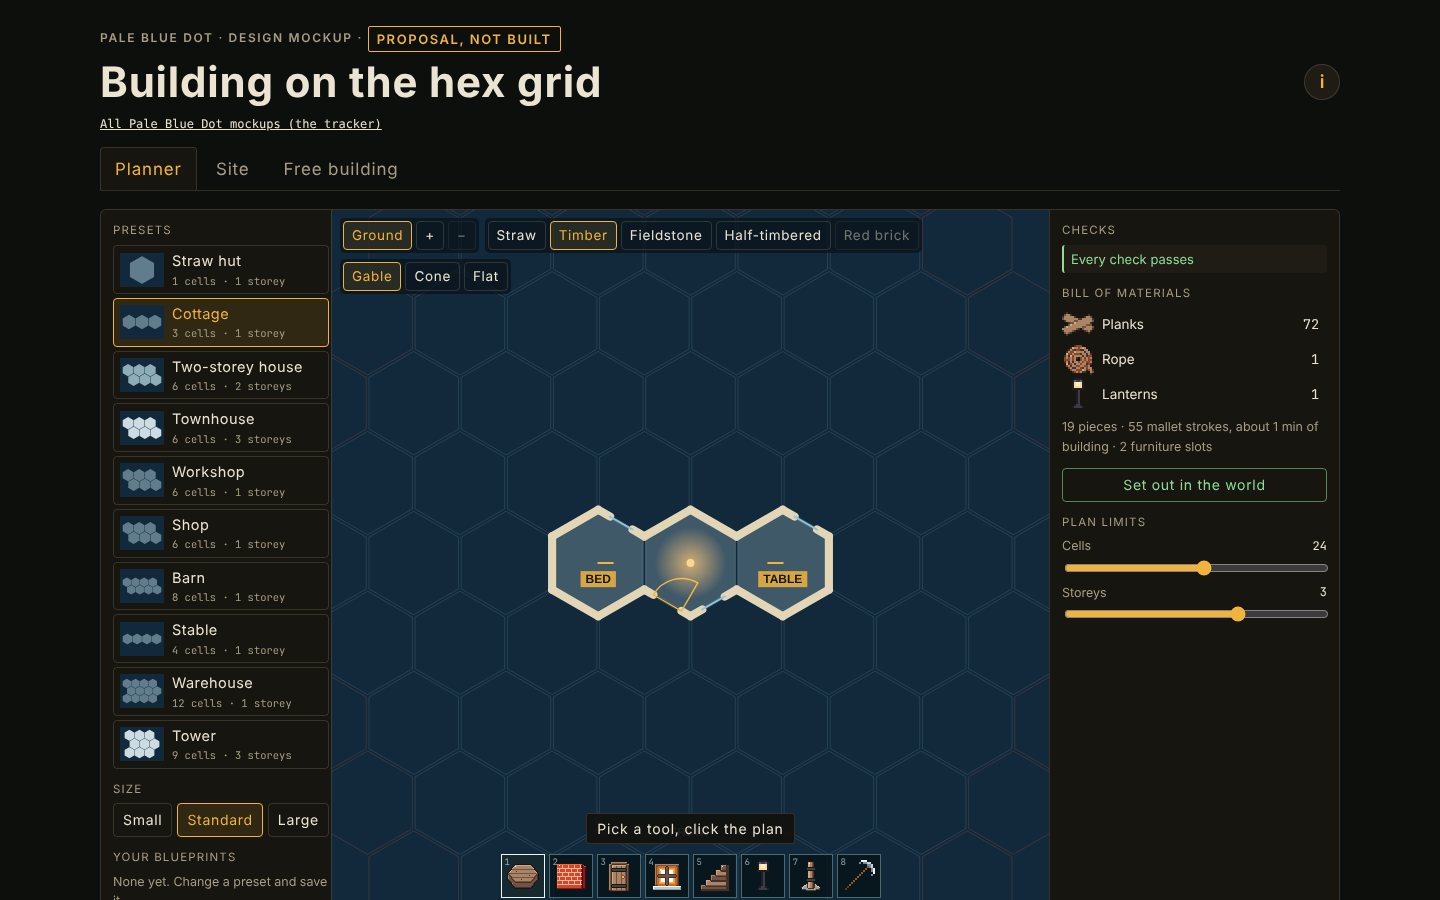 PALE BLUE DOT · DESIGN MOCKUP · PROPOSAL, NOT BUILT
Building on the hex grid
i
All Pale Blue Dot mockups (the tracker)
Planner
Site
Free building
PRESETS
Straw hut
1 cells · 1 storey
Cottage
3 cells · 1 storey
Two-storey house
6 cells · 2 storeys
Townhouse
6 cells · 3 storeys
Workshop
6 cells · 1 storey
Shop
6 cells · 1 storey
Barn
8 cells · 1 storey
Stable
4 cells · 1 storey
Warehouse
12 cells · 1 storey
Tower
9 cells · 3 storeys
SIZE
Small
Standard
Large
YOUR BLUEPRINTS
None yet. Change a preset and save
it.
Ground
+
−
Straw
Timber
Fieldstone
Half-timbered
Red brick
Gable
Cone
Flat
BED
TABLE
Pick a tool, click the plan
1
2
3
4
5
6
7
8
CHECKS
Every check passes
BILL OF MATERIALS
Planks 72
Rope 1
Lanterns 1
19 pieces · 55 mallet strokes, about 1 min of
building · 2 furniture slots
Set out in the world
PLAN LIMITS
Cells 24
Storeys 3